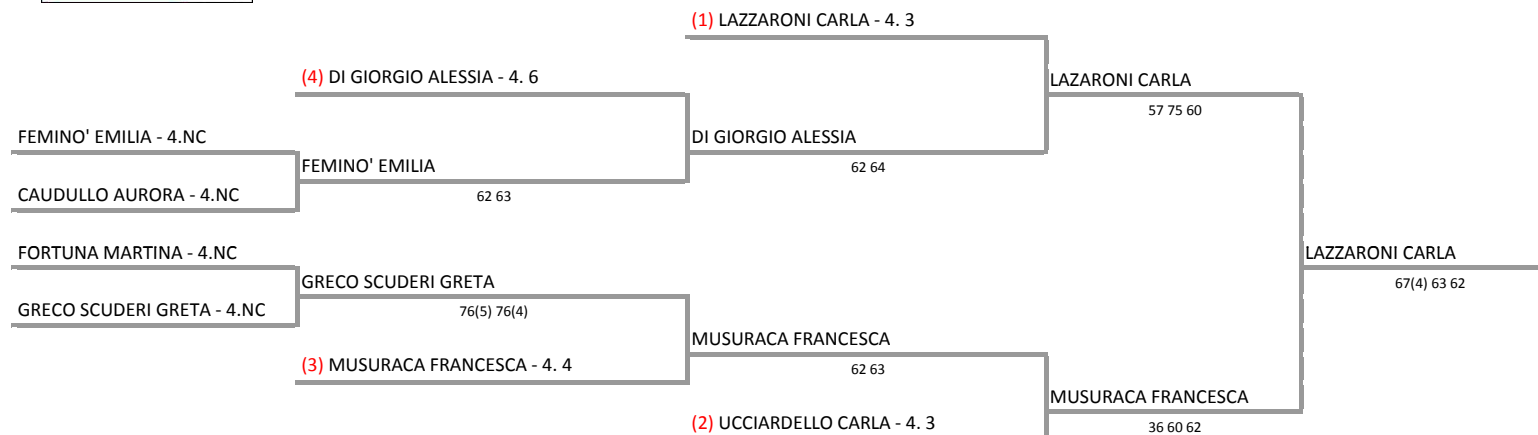 (1) LAZZARONI CARLA - 4. 3
(4) DI GIORGIO ALESSIA - 4. 6
LAZARONI CARLA
57 75 60
FEMINO' EMILIA - 4.NC
DI GIORGIO ALESSIA
62 64
FEMINO' EMILIA
62 63
CAUDULLO AURORA - 4.NC
FORTUNA MARTINA - 4.NC
LAZZARONI CARLA
67(4) 63 62
GRECO SCUDERI GRETA
76(5) 76(4)
GRECO SCUDERI GRETA - 4.NC
MUSURACA FRANCESCA
62 63
(3) MUSURACA FRANCESCA - 4. 4
MUSURACA FRANCESCA
36 60 62
(2) UCCIARDELLO CARLA - 4. 3